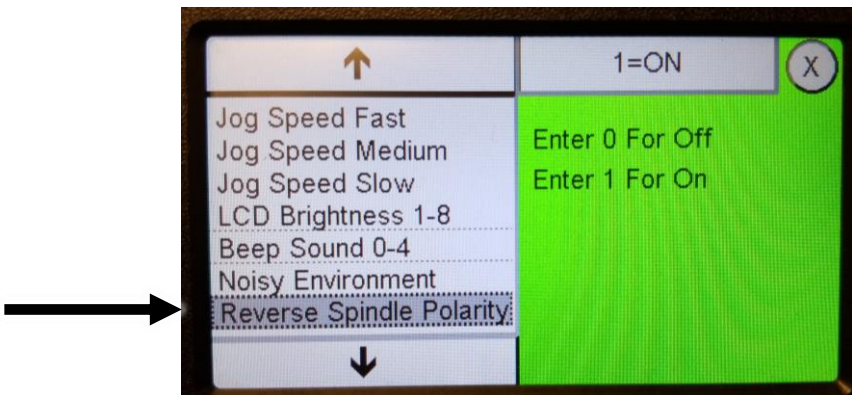 1=ON
X
Jog Speed Fast
Jog Speed Medium
Jog Speed Slow
LCD Brightness 1-8
Beep Sound 0-4
Noisy Environment
Reverse Spindle Polarity
Enter 0 For Off
Enter 1 For On